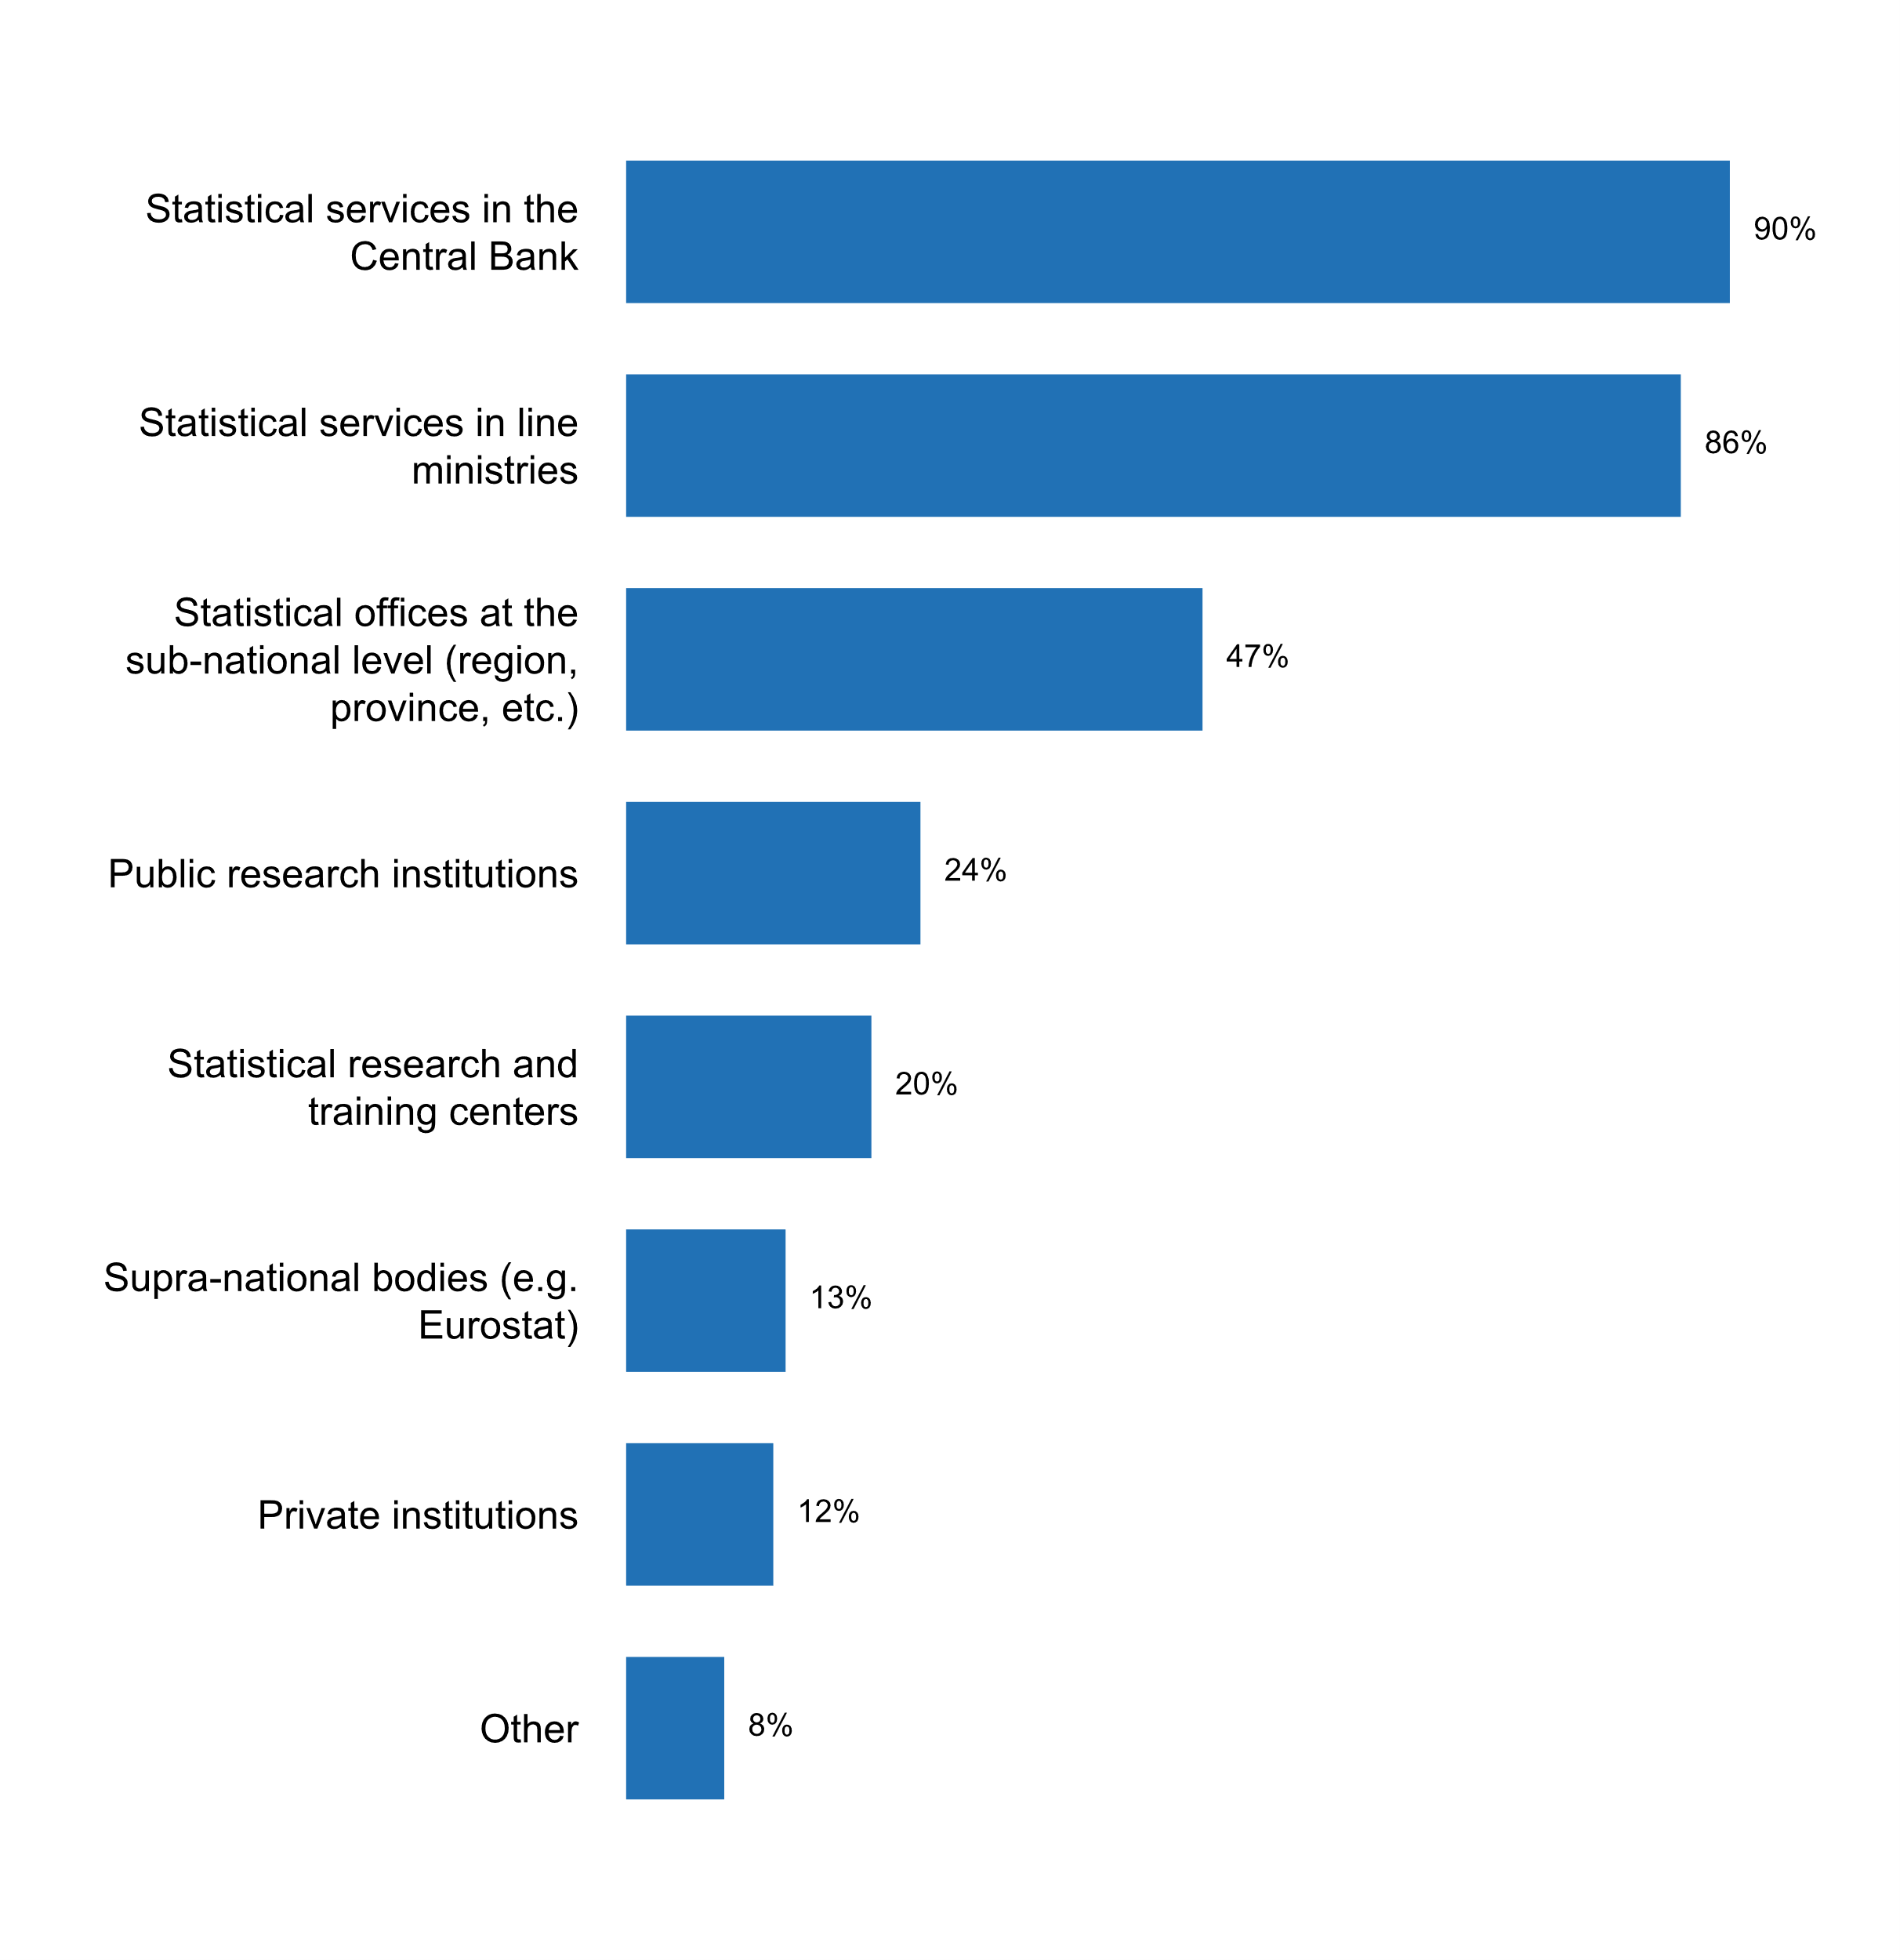 Statistical services in the
Central Bank
90%
Statistical services in line
ministries
86%
Statistical offices at the
sub-national level (region,
province, etc.)
47%
Public research institutions
24%
Statistical research and
training centers
20%
Supra-national bodies (e.g.
Eurostat)
13%
Private institutions
12%
Other
8%